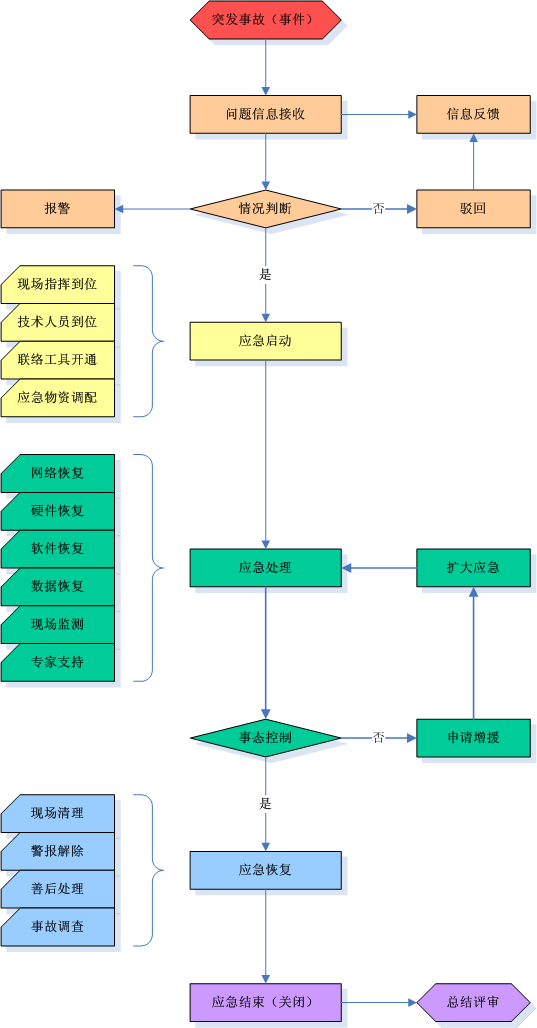 突发事故（事件）
问题信息接收
信息反馈
报警
情况判断
否
驳回
是
现场指挥到位
技术人员到位
联络工具开通
应急物资调配
应急启动
网络恢复
硬件恢复
软件恢复
数据恢复
现场监测
专家支持
应急处理
扩大应急
事态控制
否
申请增援
是
现场清理
警报解除
善后处理
事故调查
应急恢复
应急结束（关闭）
总结评审